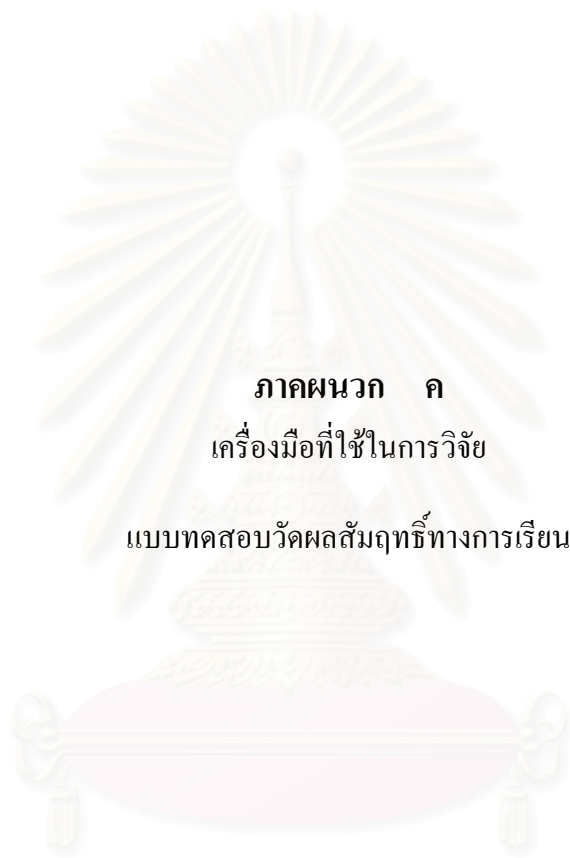 ภาคผนวก ค
เครื่องมือที่ใช้ในการวิจัย
แบบทดสอบวัดผลสัมฤทธิ์ทางการเรียน